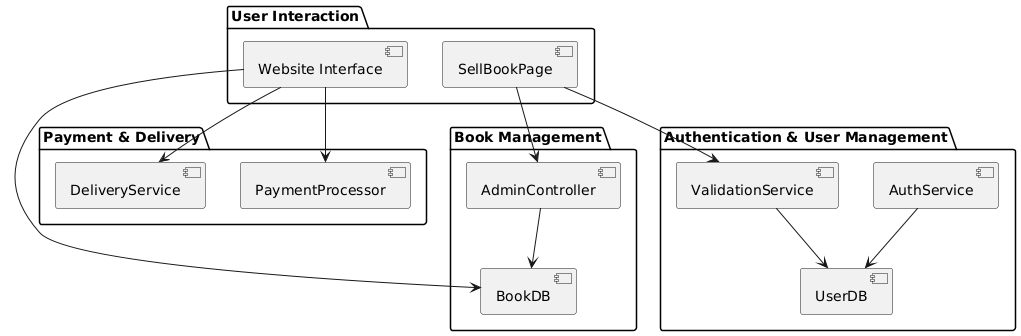 User Interaction
Website Interface
SellBookPage
Payment & Delivery
DeliveryService
PaymentProcessor
Book Management
AdminController
BookDB
Authentication & User Management
ValidationService
AuthService
UserDB